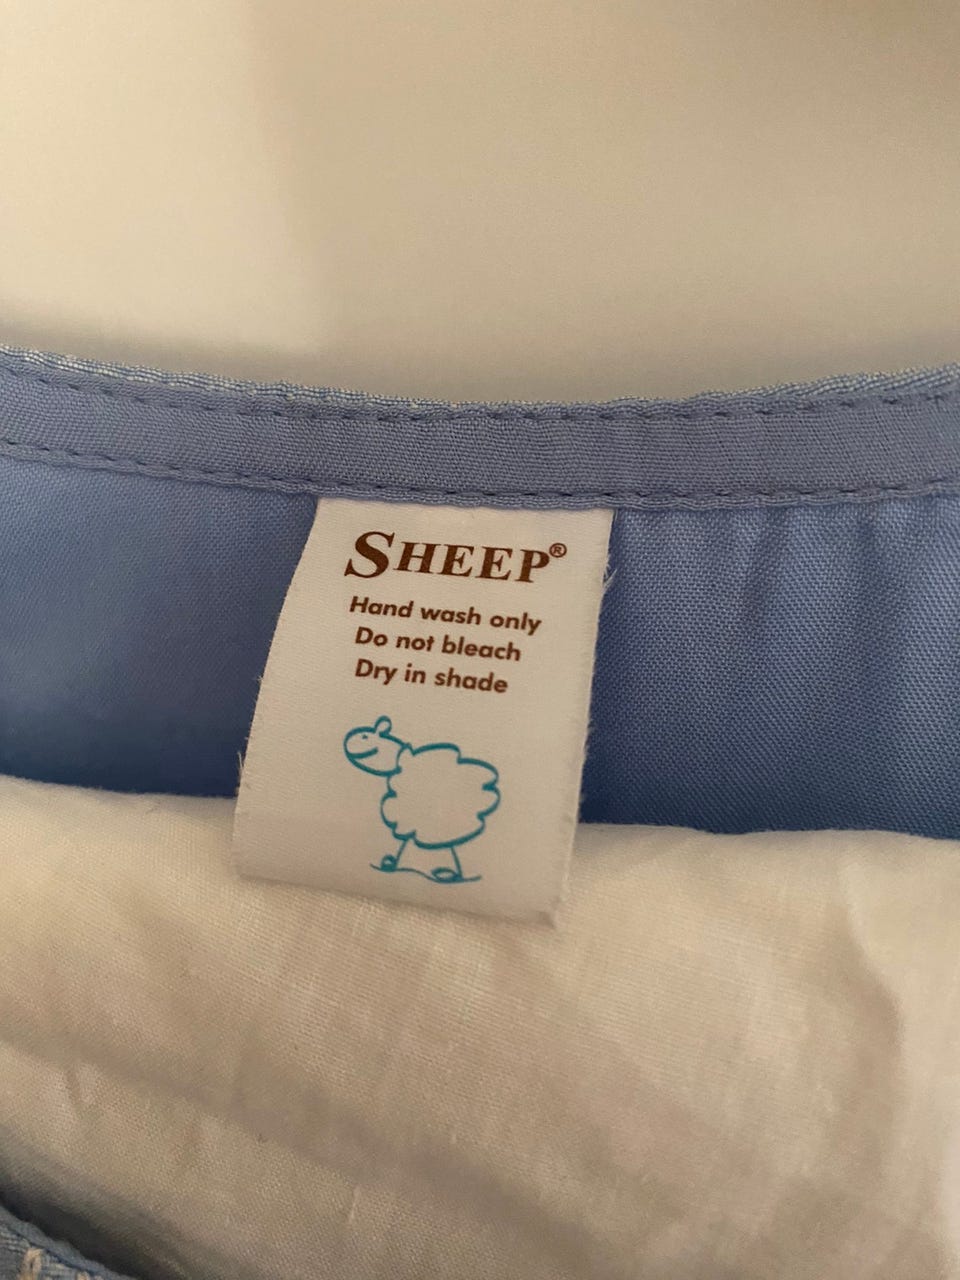 SHEEP®
Hand wash only
Do not bleach
Dry in shade